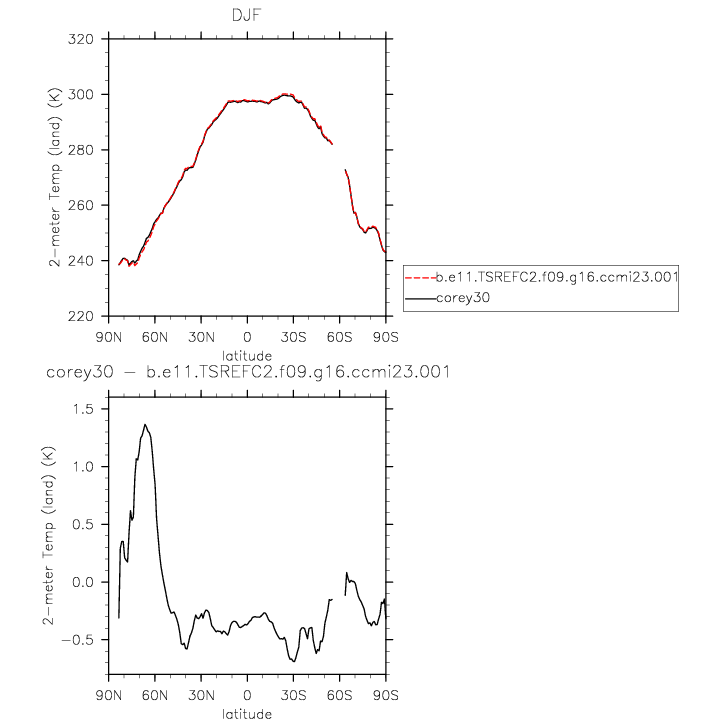 DJF
320
300
280
260
240
220
2-meter Temp (land) (K)
90N 60N 30N 0 30S 60S 90S
latitude
b.e11.TSREFC2.f09.g16.ccmi23.001
corey30
corey30 - b.e11.TSREFC2.f09.g16.ccmi23.001
1.5
1.0
0.5
0.0
-0.5
2-meter Temp (land) (K)
90N 60N 30N 0 30S 60S 90S
latitude